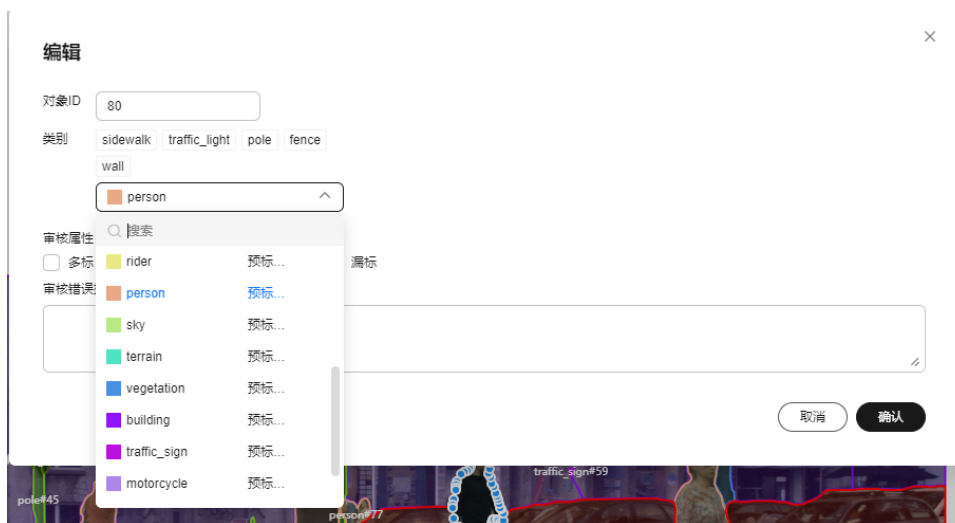 编辑
对象ID 80
类别 sidewalk traffic_light pole fence
wall
person
搜索
审核属性
多标 漏标
审核错误
rider 预标...
person 预标...
sky 预标...
terrain 预标...
vegetation 预标...
building 预标...
traffic_sign 预标...
motorcycle 预标...
取消 确认
traffic_sign#59
pole#45
person#77